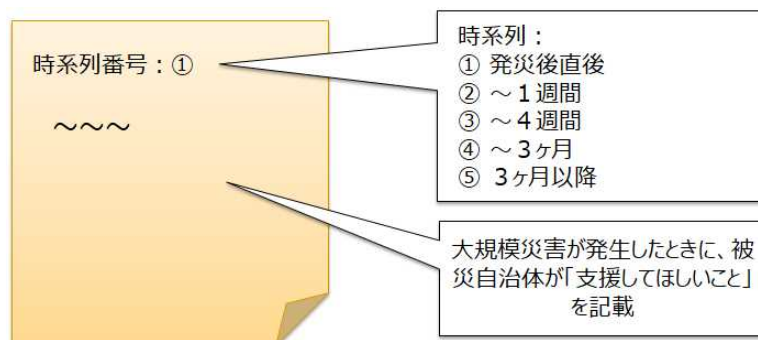 時系列番号：①
～～～
時系列：
① 発災後直後
② ～１週間
③ ～４週間
④ ～３ヶ月
⑤ ３ヶ月以降
大規模災害が発生したときに、被
災自治体が「支援してほしいこと」
を記載